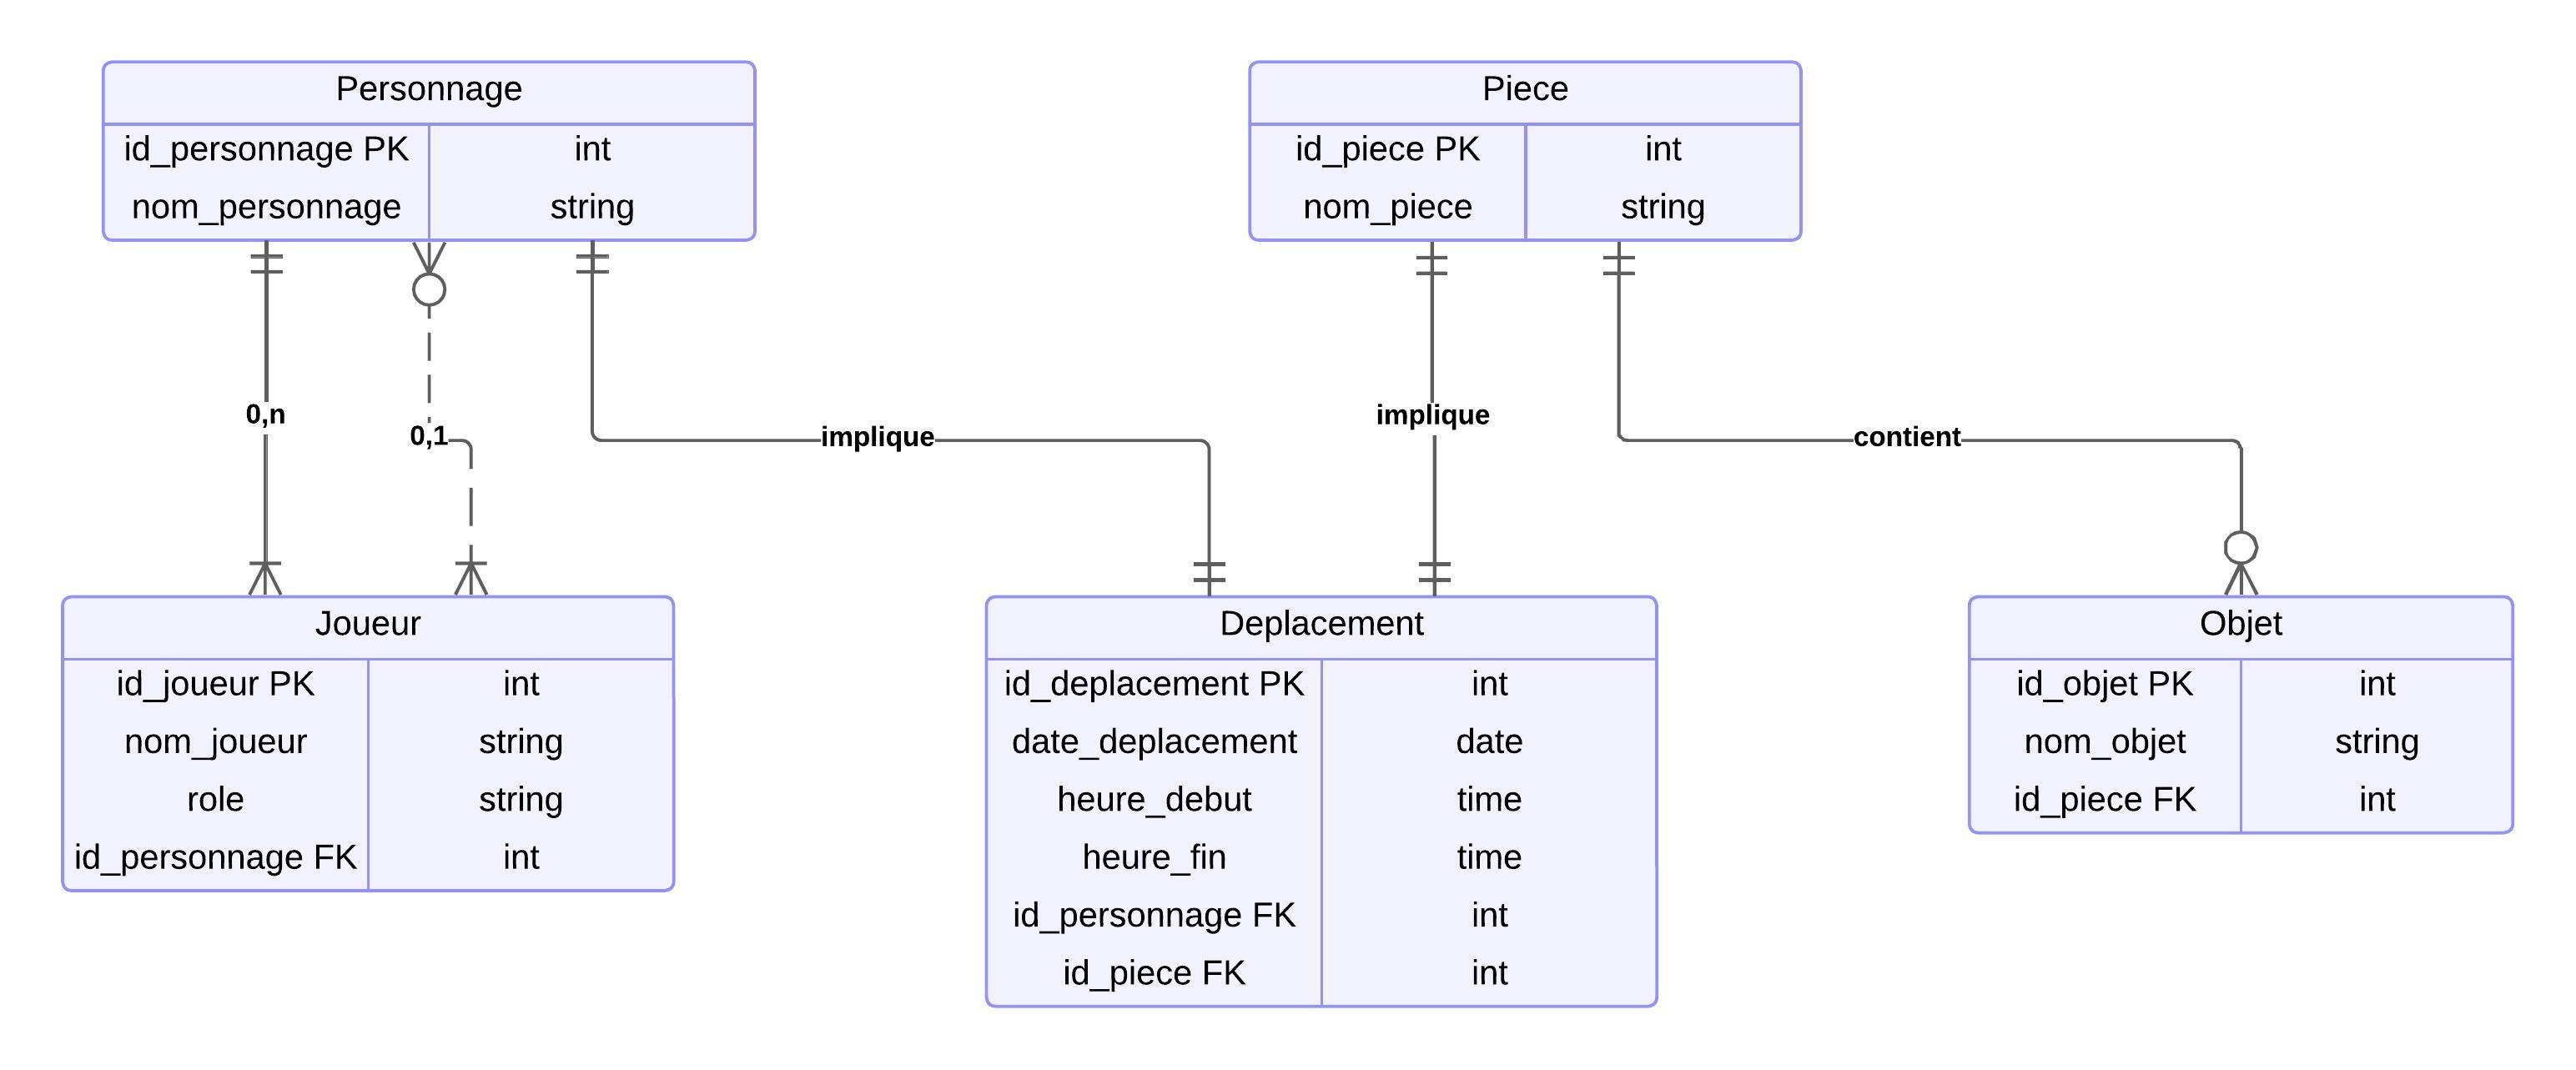 Personnage
id_personnage PK int
nom_personnage string
Piece
id_piece PK int
nom_piece string
0,n
0,1
implique
implique
contient
Joueur
id_joueur PK int
nom_joueur string
role string
id_personnage FK int
Deplacement
id_deplacement PK int
date_deplacement date
heure_debut time
heure_fin time
id_personnage FK int
id_piece FK int
Objet
id_objet PK int
nom_objet string
id_piece FK int